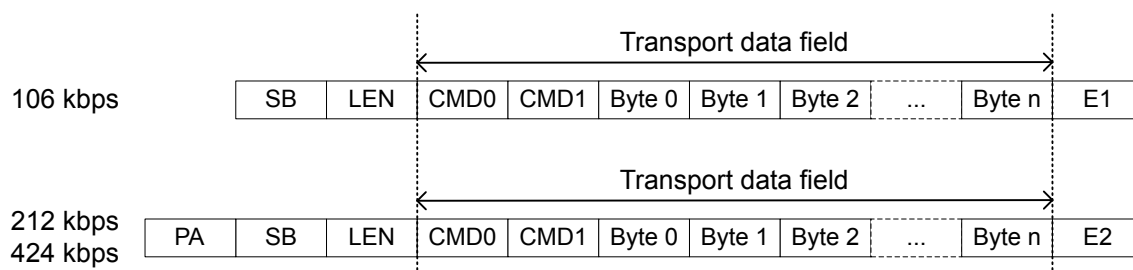 Transport data field
106 kbps SB LEN CMD0 CMD1 Byte 0 Byte 1 Byte 2 ... Byte n E1
Transport data field
212 kbps
424 kbps
PA SB LEN CMD0 CMD1 Byte 0 Byte 1 Byte 2 ... Byte n E2